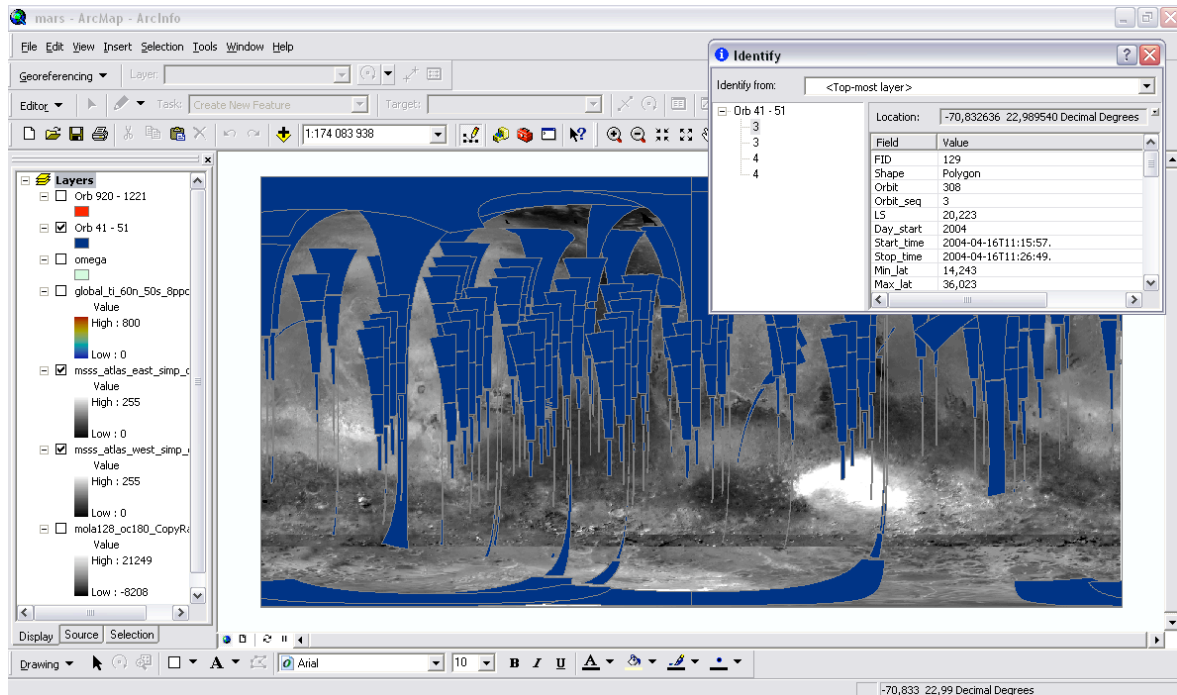 mars - ArcMap - ArcInfo
File Edit View Insert Selection Tools Window Help
Georeferencing Layer:
Editor Task: Create New Feature Target:
1:174 083 938
Identify
Identify from: <Top-most layer>
Orb 41 - 51
3
3
4
4
Location: -70,832636 22,989540 Decimal Degrees
Field Value
FID 129
Shape Polygon
Orbit 308
Orbit_seq 3
LS 20,223
Day_start 2004
Start_time 2004-04-16T11:15:57.
Stop_time 2004-04-16T11:26:49.
Min_lat 14,243
Max_lat 36,023
Layers
Orb 920 - 1221
Orb 41 - 51
omega
global_ti_60n_50s_8ppd
Value
High : 800
Low : 0
msss_atlas_east_simp_
Value
High : 255
Low : 0
msss_atlas_west_simp_
Value
High : 255
Low : 0
mola128_oc180_CopyRa
Value
High : 21249
Low : -8208
Display Source Selection
Drawing A Arial 10 B I U A
-70,833 22,99 Decimal Degrees